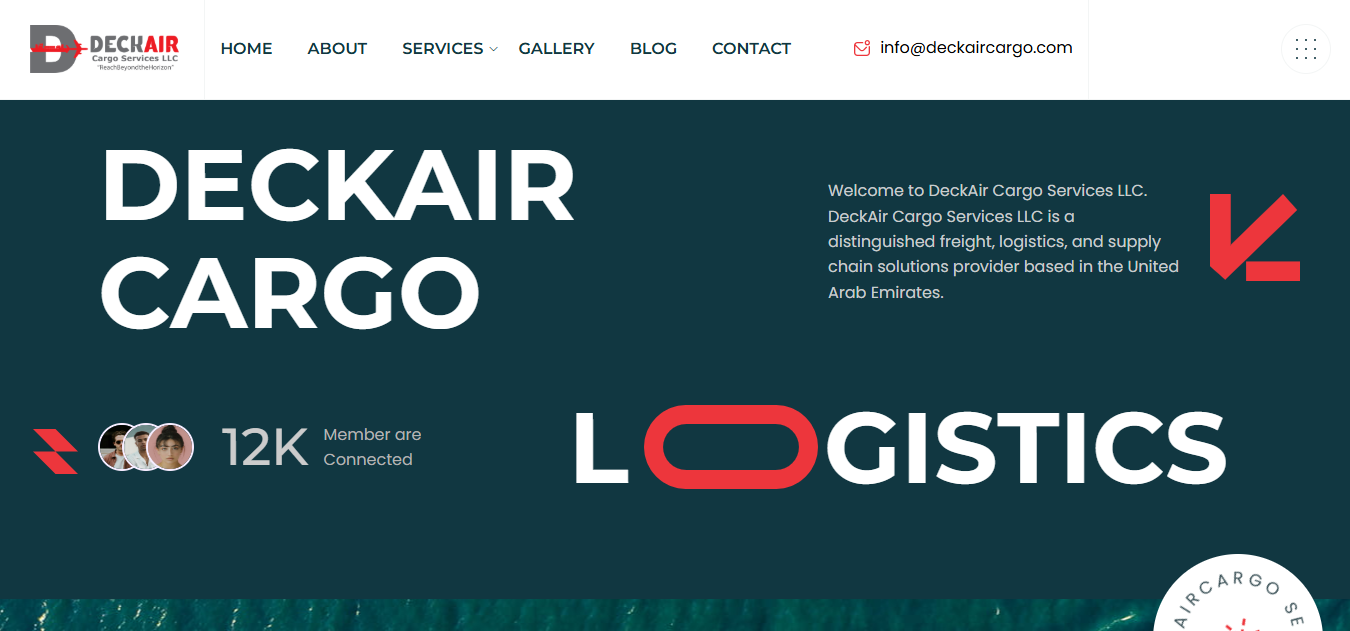 DECKAIR
Cargo Services LLC
"ReachBeyondtheHorizon"
HOME ABOUT SERVICES GALLERY BLOG CONTACT
info@deckaircargo.com
DECKAIR
CARGO
Welcome to DeckAir Cargo Services LLC.
DeckAir Cargo Services LLC is a
distinguished freight, logistics, and supply
chain solutions provider based in the United
Arab Emirates.
12K
Member are
Connected
LOGISTICS
AIRCARGO SE